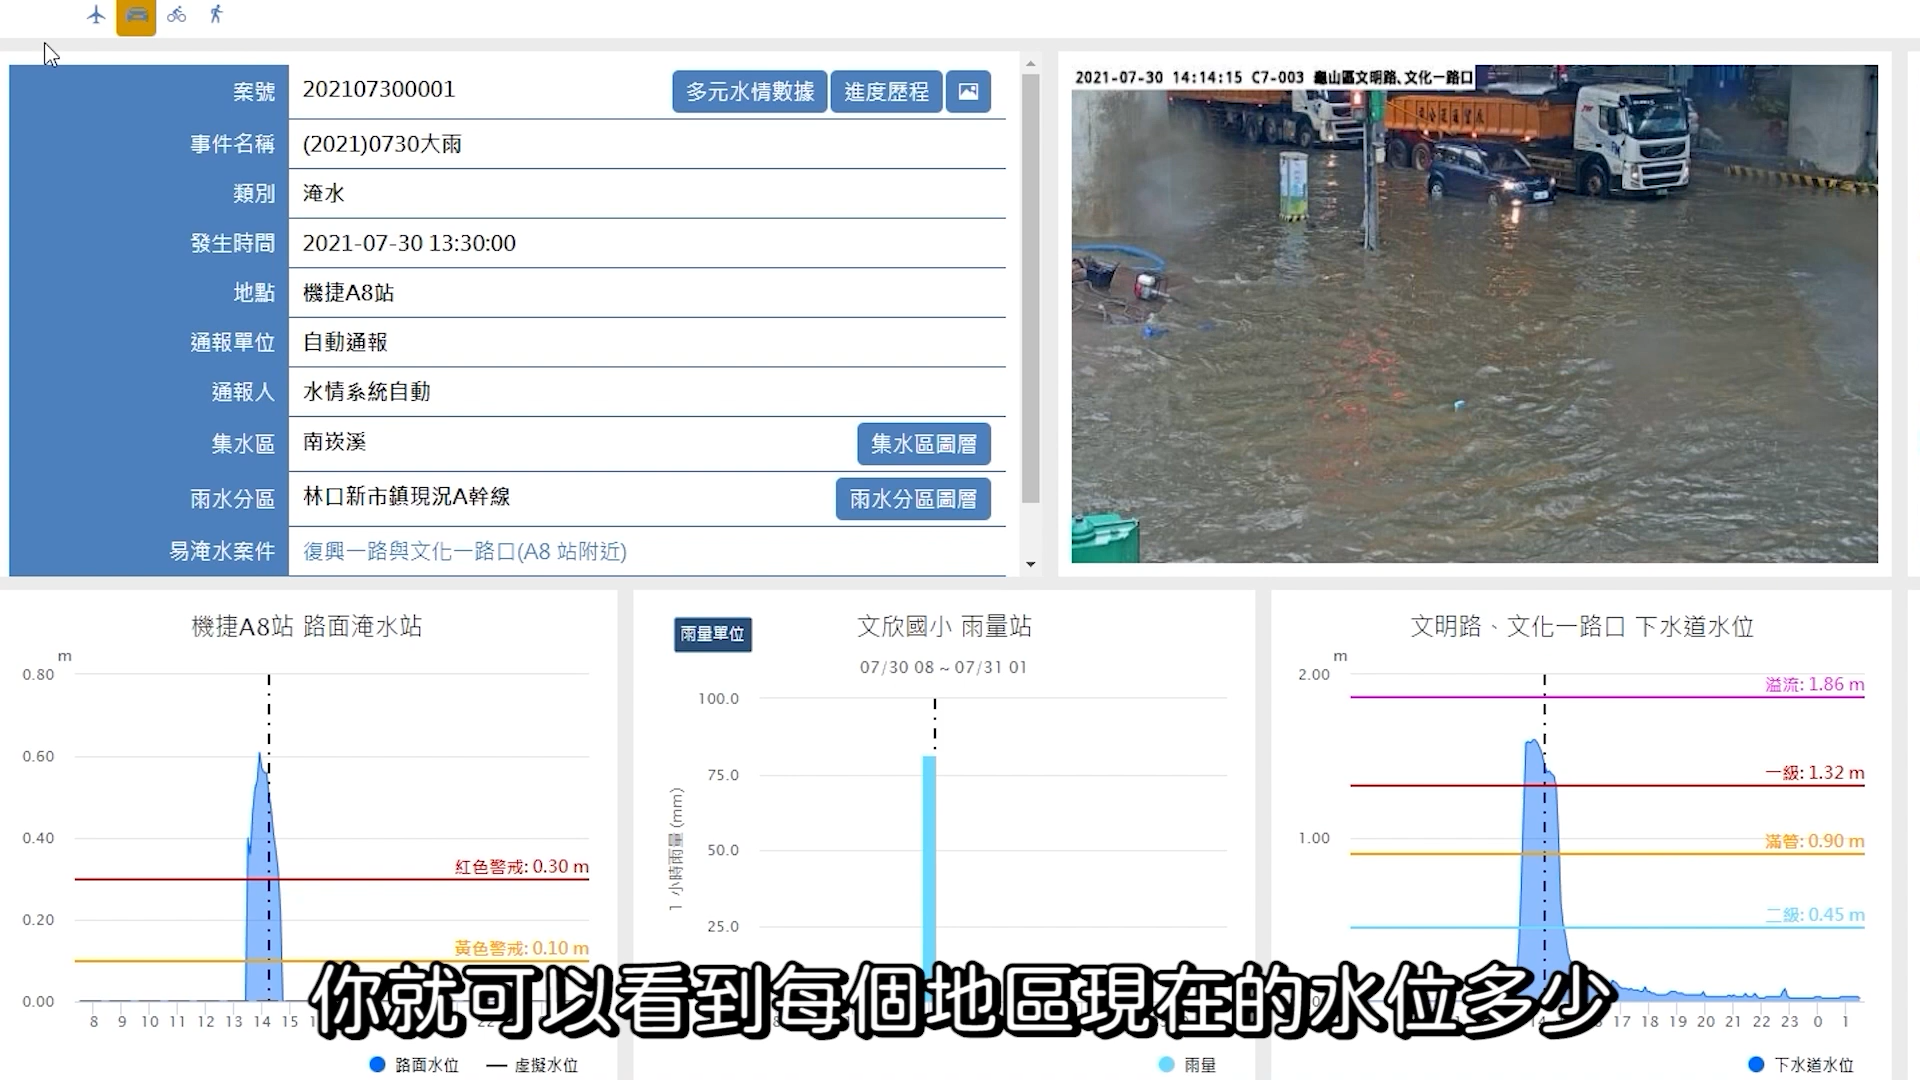 案號 202107300001 多元水情數據 進度歷程
事件名稱 (2021)0730大雨
類別 淹水
發生時間 2021-07-30 13:30:00
地點 機捷A8站
通報單位 自動通報
通報人 水情系統自動
集水區 南崁溪 集水區圖層
雨水分區 林口新市鎮現況A幹線 雨水分區圖層
易淹水案件 復興一路與文化一路口(A8 站附近)
2021-07-30 14:14:15 C7-003 龜山區文明路、文化一路口
機捷A8站 路面淹水站
m
0.80
0.60
0.40
紅色警戒: 0.30 m
0.20
黃色警戒: 0.10 m
0.00
8 9 10 11 12 13 14 15
路面水位 虛擬水位
雨量單位
文欣國小 雨量站
07/30 08 ~ 07/31 01
100.0
75.0
50.0
25.0
1 小時雨量 (mm)
雨量
文明路、文化一路口 下水道水位
m
2.00
溢流: 1.86 m
一級: 1.32 m
1.00
滿管: 0.90 m
二級: 0.45 m
17 18 19 20 21 22 23 0 1
下水道水位
你就可以看到每個地區現在的水位多少